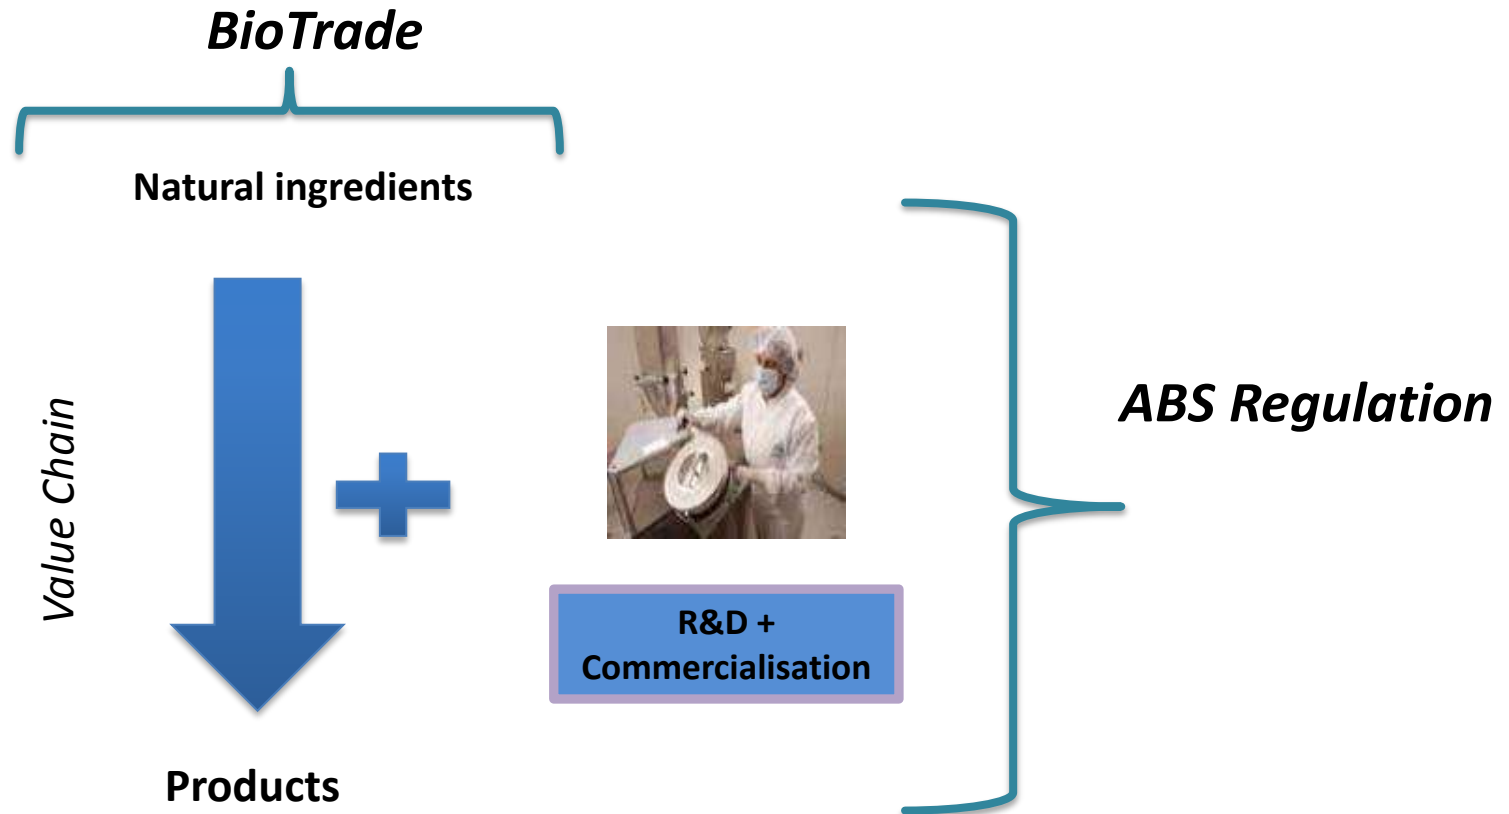 BioTrade
Natural ingredients
Value Chain
ABS Regulation
R&D +
Commercialisation
Products